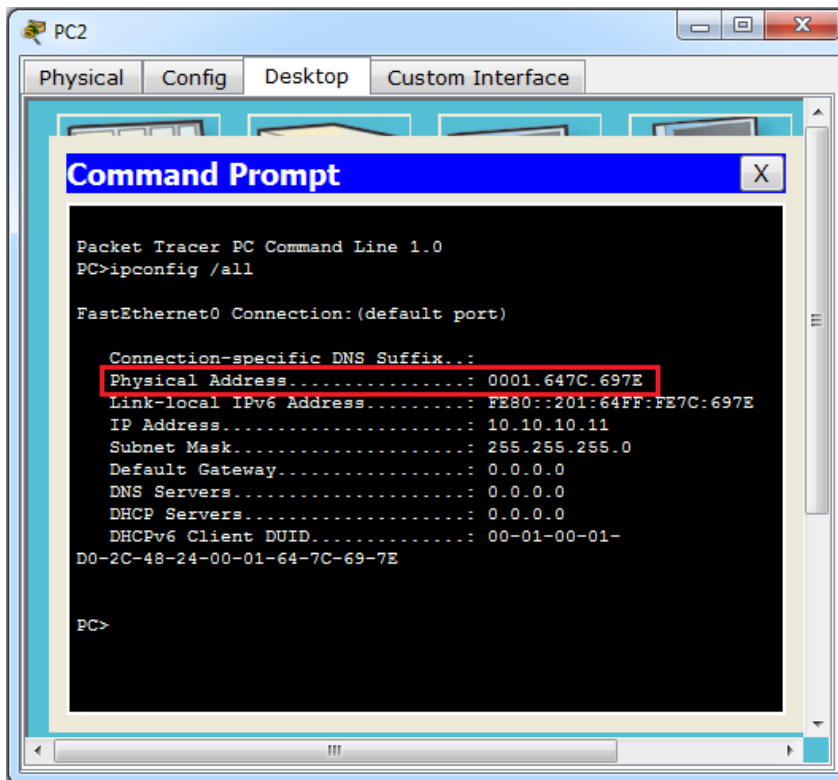 PC2
Physical Config Desktop Custom Interface
Command Prompt X
Packet Tracer PC Command Line 1.0
PC>ipconfig /all
FastEthernet0 Connection:(default port)
Connection-specific DNS Suffix..:
Physical Address................: 0001.647C.697E
Link-local IPv6 Address.........: FE80::201:64FF:FE7C:697E
IP Address......................: 10.10.10.11
Subnet Mask.....................: 255.255.255.0
Default Gateway.................: 0.0.0.0
DNS Servers.....................: 0.0.0.0
DHCP Servers....................: 0.0.0.0
DHCPv6 Client DUID..............: 00-01-00-01-
D0-2C-48-24-00-01-64-7C-69-7E
PC>